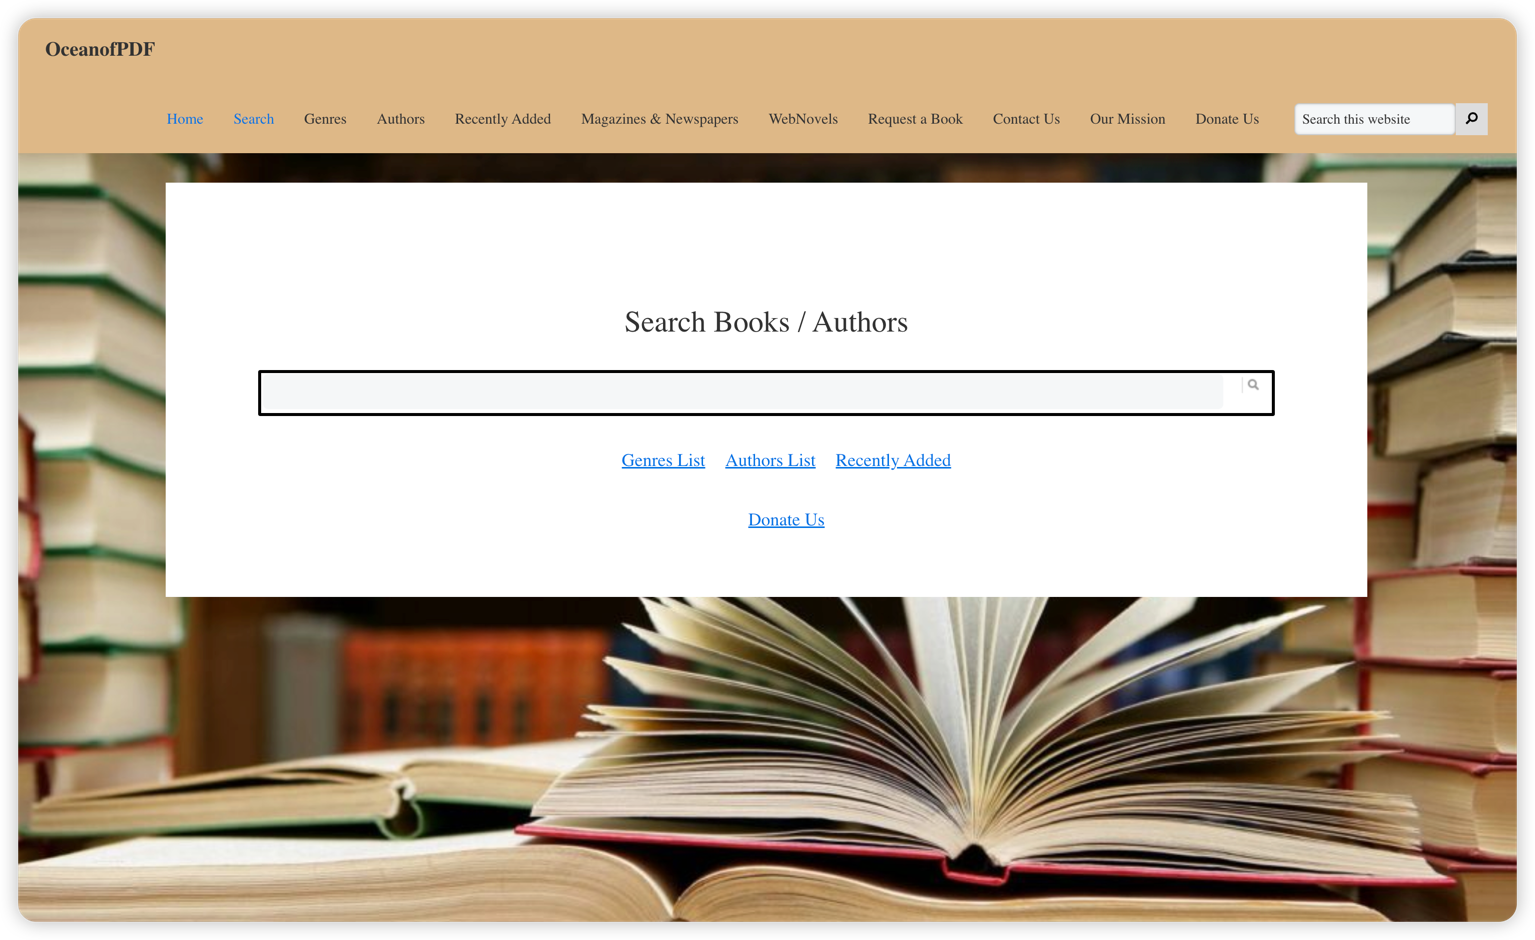 OceanofPDF
Home Search Genres Authors Recently Added Magazines & Newspapers WebNovels Request a Book Contact Us Our Mission Donate Us Search this website
Search Books / Authors
Genres List Authors List Recently Added
Donate Us